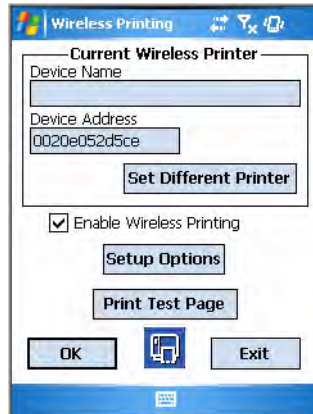 Wireless Printing
Current Wireless Printer
Device Name
Device Address
0020e052d5ce
Set Different Printer
Enable Wireless Printing
Setup Options
Print Test Page
OK
Exit